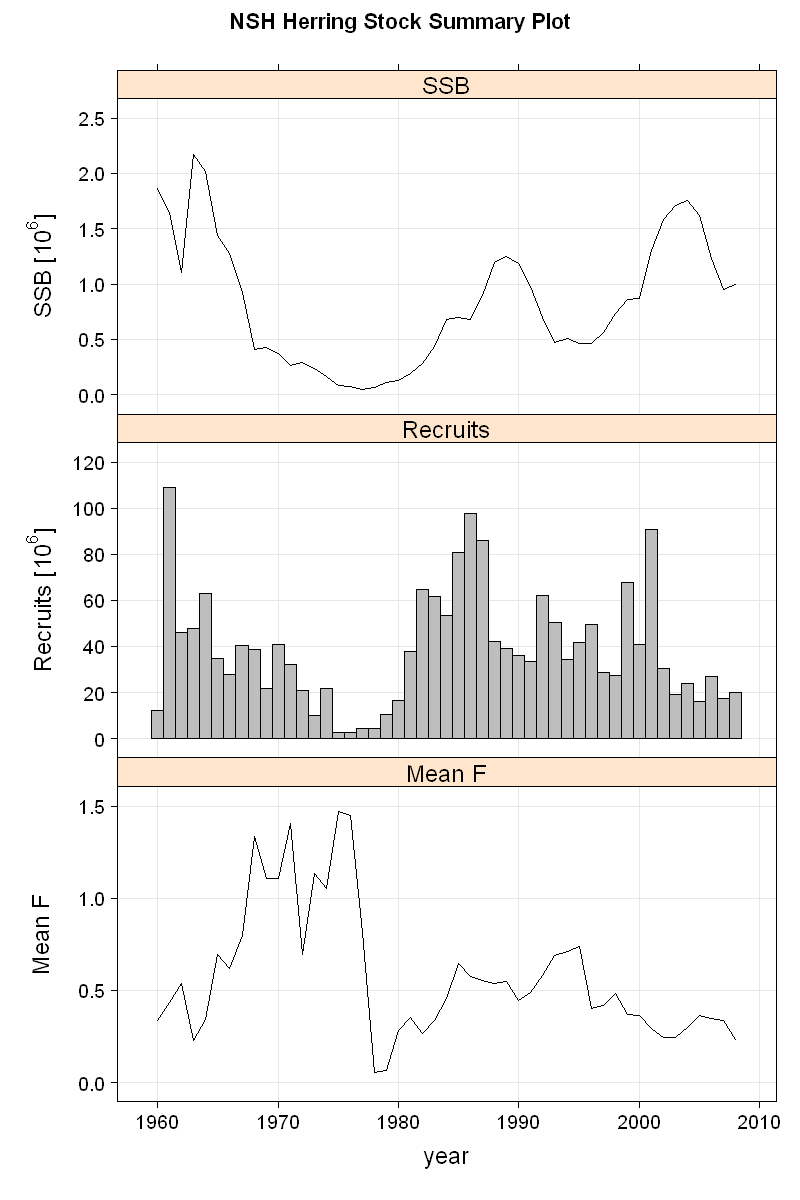 NSH Herring Stock Summary Plot
SSB
2.5
2.0
1.5
1.0
0.5
0.0
SSB [10^6]
Recruits
120
100
80
60
40
20
0
Recruits [10^6]
Mean F
1.5
1.0
0.5
0.0
Mean F
1960 1970 1980 1990 2000 2010
year